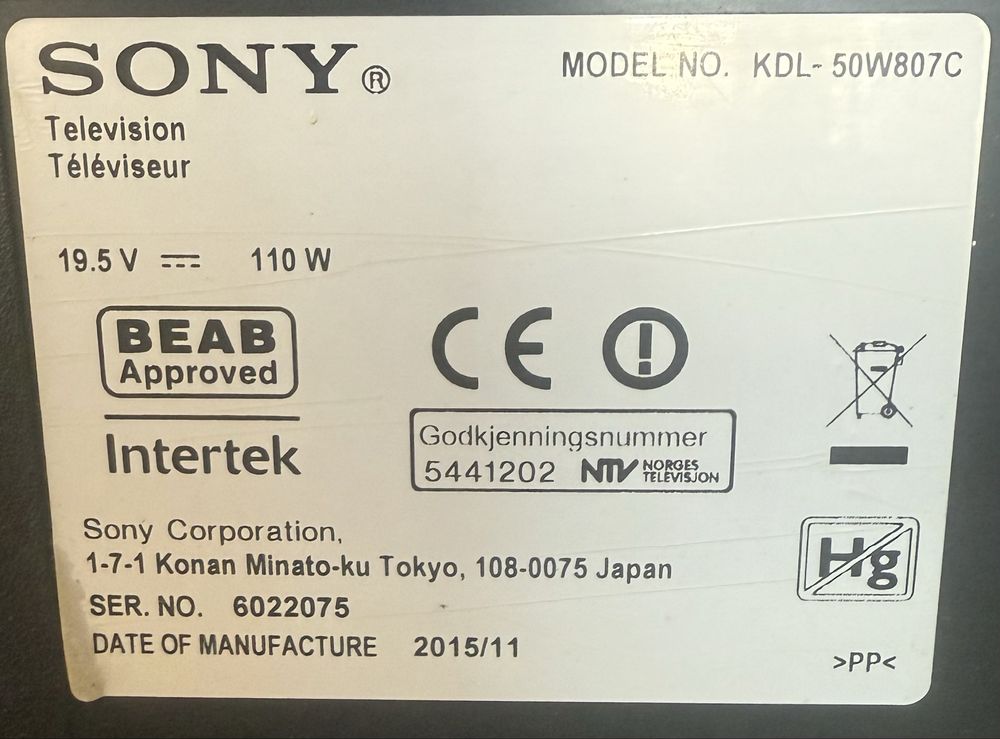 SONY®
MODEL NO. KDL-50W807C
Television
Téléviseur
19.5 V 110 W
BEAB
Approved
Intertek
CE
Godkjenningsnummer
5441202 NTV NORGES
TELEVISJON
Hg
Sony Corporation,
1-7-1 Konan Minato-ku Tokyo, 108-0075 Japan
SER. NO. 6022075
DATE OF MANUFACTURE 2015/11
>PP<